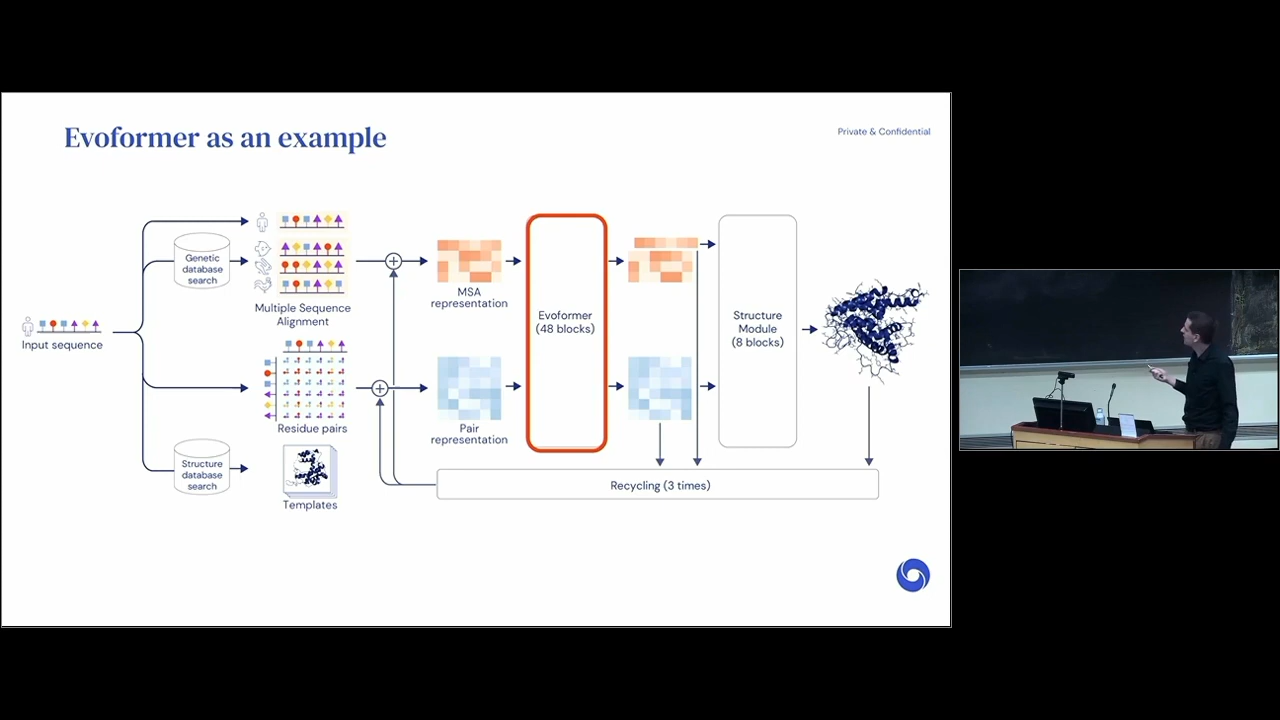 Evoformer as an example
Private & Confidential
Genetic
database
search
Multiple Sequence
Alignment
MSA
representation
Evoformer
(48 blocks)
Structure
Module
(8 blocks)
Input sequence
Residue pairs
Pair
representation
Structure
database
search
Templates
Recycling (3 times)